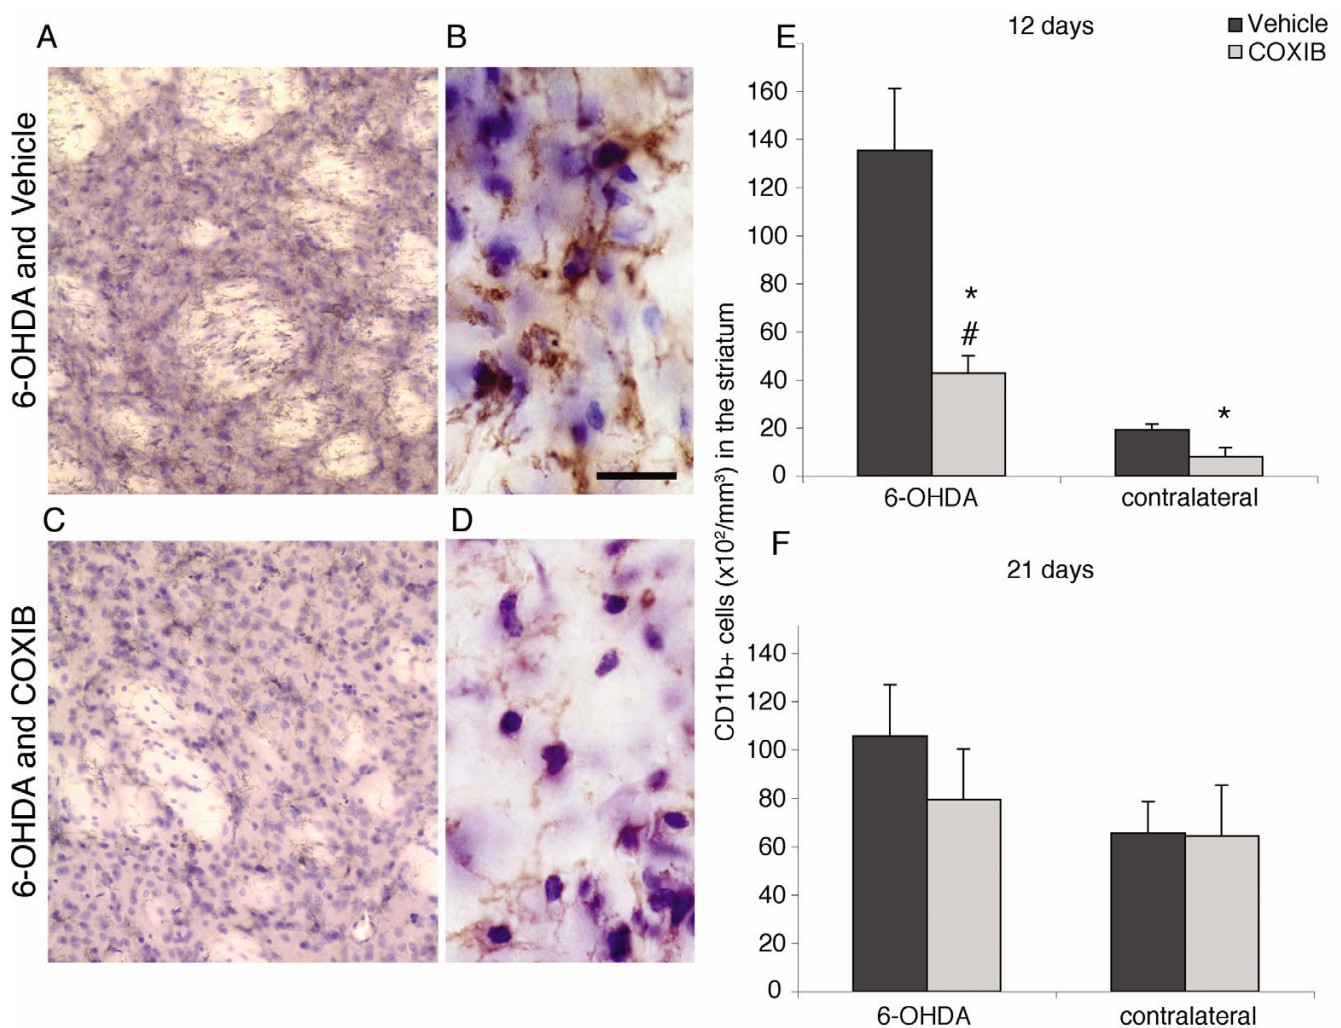 A
B
6-OHDA and Vehicle
C
D
6-OHDA and COXIB
E
12 days
Vehicle
COXIB
CD11b+ cells (x10²/mm³) in the striatum
160
140
120
100
80
60
40
20
0
*
#
*
6-OHDA
contralateral
F
21 days
140
120
100
80
60
40
20
0
6-OHDA
contralateral